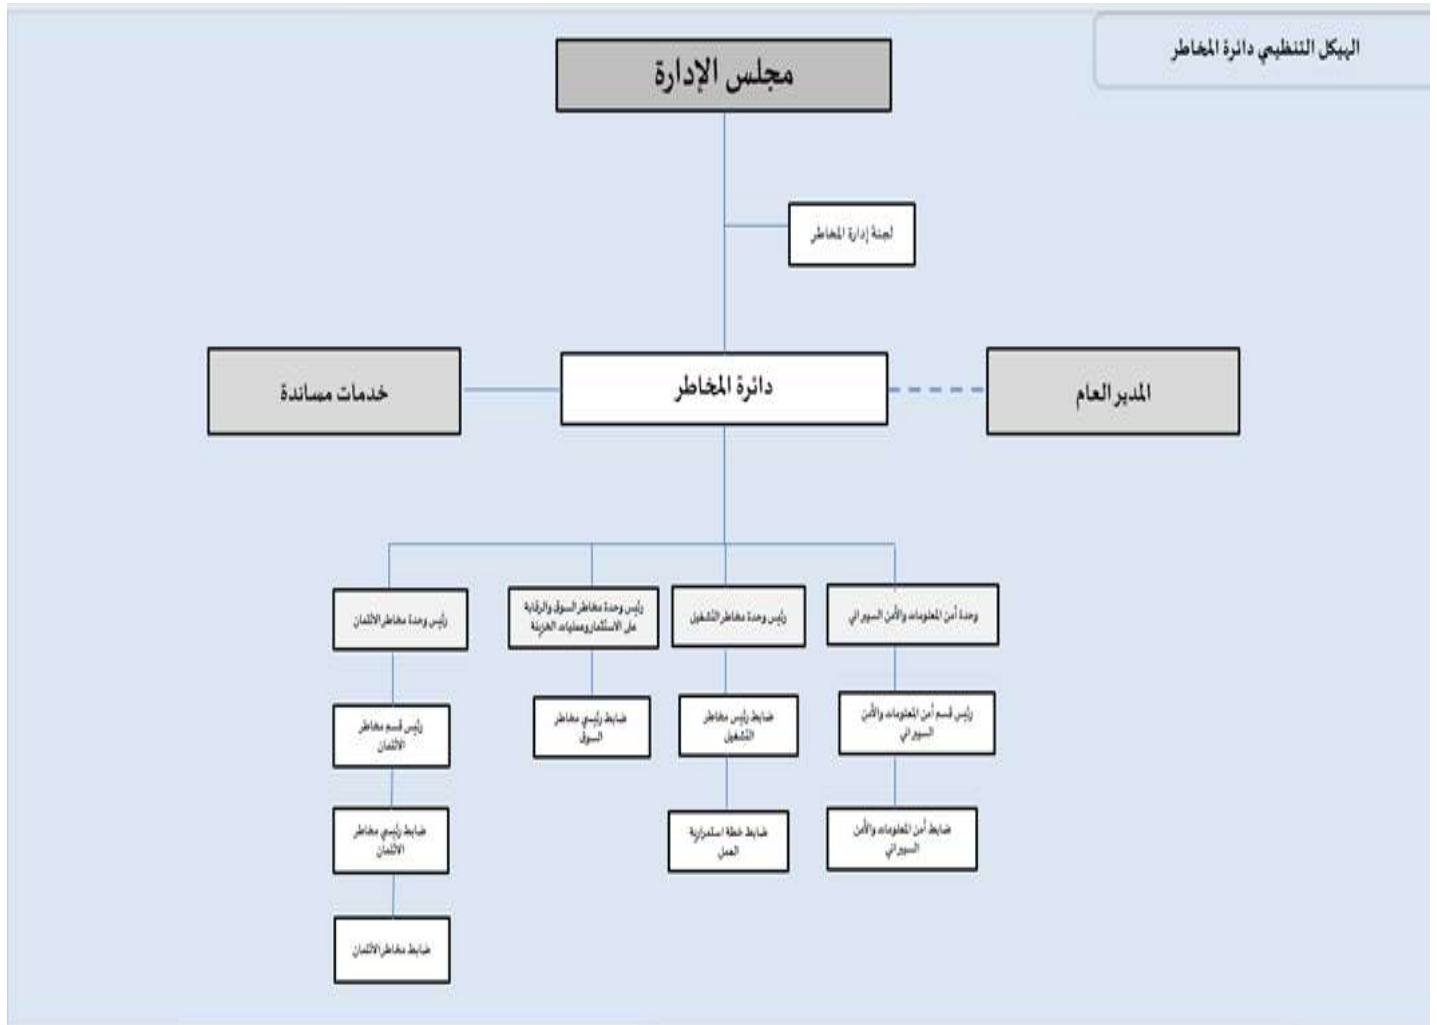 الهيكل التنظيمي دائرة المخاطر
مجلس الإدارة
لجنة إدارة المخاطر
المدير العام
دائرة المخاطر
خدمات مساندة
وحدة أمن المعلومات والأمن السيبراني
رئيس وحدة مخاطر التشغيل
رئيس وحدة مخاطر السوق والرقابة
على الاستثمار وعمليات الخزينة
رئيس وحدة مخاطر الائتمان
رئيس قسم أمن المعلومات والأمن
السيبراني
ضابط رئيس مخاطر
التشغيل
ضابط رئيسي مخاطر
السوق
رئيس قسم مخاطر
الائتمان
ضابط أمن المعلومات والأمن
السيبراني
ضابط خطة استمرارية
العمل
ضابط رئيسي مخاطر
الائتمان
ضابط مخاطر الائتمان